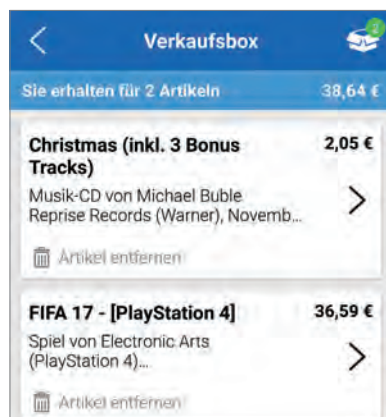 Verkaufsbox
2
Sie erhalten für 2 Artikeln 38,64 €
Christmas (inkl. 3 Bonus 2,05 €
Tracks)
Musik-CD von Michael Buble
Reprise Records (Warner), Novemb...
Artikel entfernen
FIFA 17 - [PlayStation 4] 36,59 €
Spiel von Electronic Arts
(PlayStation 4)...
Artikel entfernen